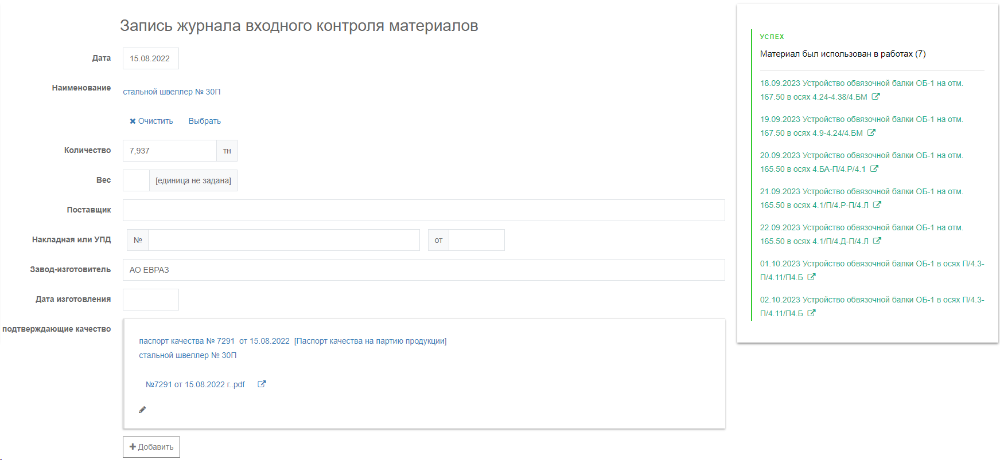 Запись журнала входного контроля материалов
Дата
15.08.2022
Наименование
стальной швеллер № 30П
Очистить
Выбрать
Количество
7,937
тн
Вес
[единица не задана]
Поставщик
Накладная или УПД
№
от
Завод-изготовитель
АО ЕВРАЗ
Дата изготовления
подтверждающие качество
паспорт качества № 7291 от 15.08.2022 [Паспорт качества на партию продукции]
стальной швеллер № 30П
№7291 от 15.08.2022 г..pdf
Добавить
УСПЕХ
Материал был использован в работах (7)
18.09.2023 Устройство обвязочной балки ОБ-1 на отм.
167.50 в осях 4.24-4.38/4.БМ
19.09.2023 Устройство обвязочной балки ОБ-1 на отм.
167.50 в осях 4.9-4.24/4.БМ
20.09.2023 Устройство обвязочной балки ОБ-1 на отм.
165.50 в осях 4.БА-П/4.Р/4.1
21.09.2023 Устройство обвязочной балки ОБ-1 на отм.
165.50 в осях 4.1/П/4.Р-П/4.Л
22.09.2023 Устройство обвязочной балки ОБ-1 на отм.
165.50 в осях 4.1/П/4.Д-П/4.Л
01.10.2023 Устройство обвязочной балки ОБ-1 в осях П/4.3-
П/4.11/П4.Б
02.10.2023 Устройство обвязочной балки ОБ-1 в осях П/4.3-
П/4.11/П4.Б